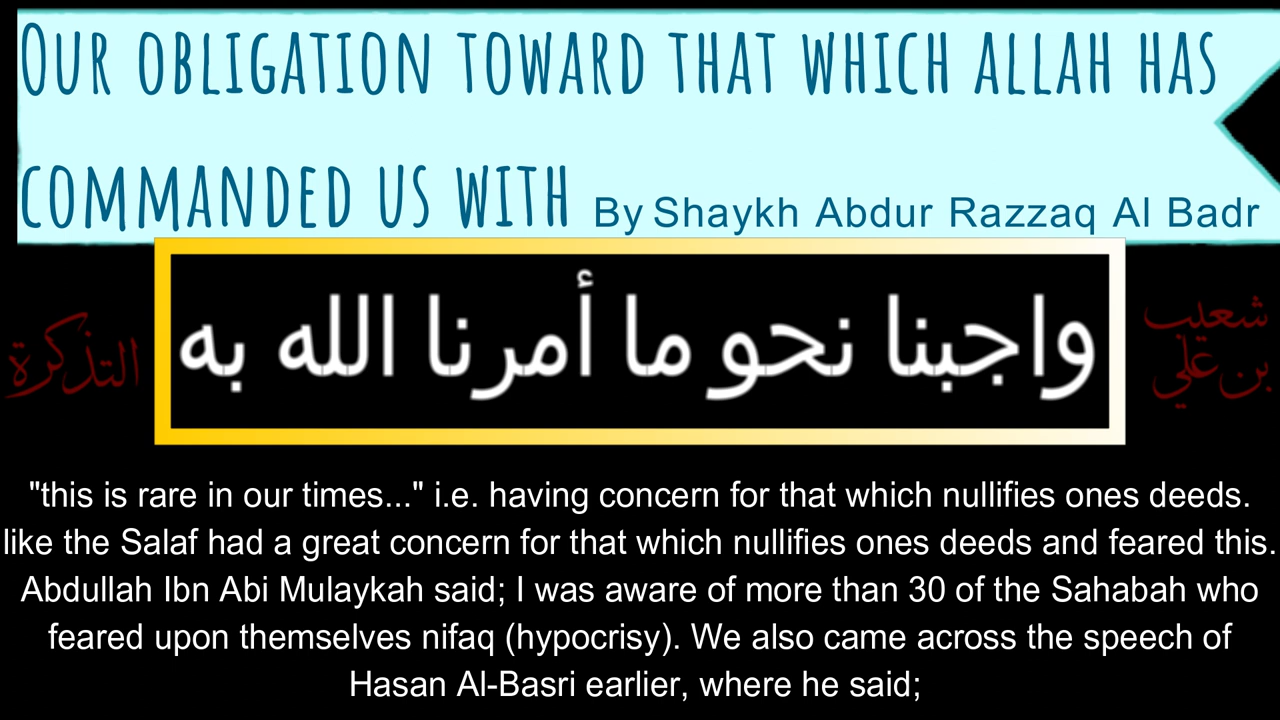 Our obligation toward that which Allah has
commanded us with By Shaykh Abdur Razzaq Al Badr
واجبنا نحو ما أمرنا الله به
شعيب
بن علي
التذكرة
"this is rare in our times..." i.e. having concern for that which nullifies ones deeds.
like the Salaf had a great concern for that which nullifies ones deeds and feared this.
Abdullah Ibn Abi Mulaykah said; I was aware of more than 30 of the Sahabah who
feared upon themselves nifaq (hypocrisy). We also came across the speech of
Hasan Al-Basri earlier, where he said;